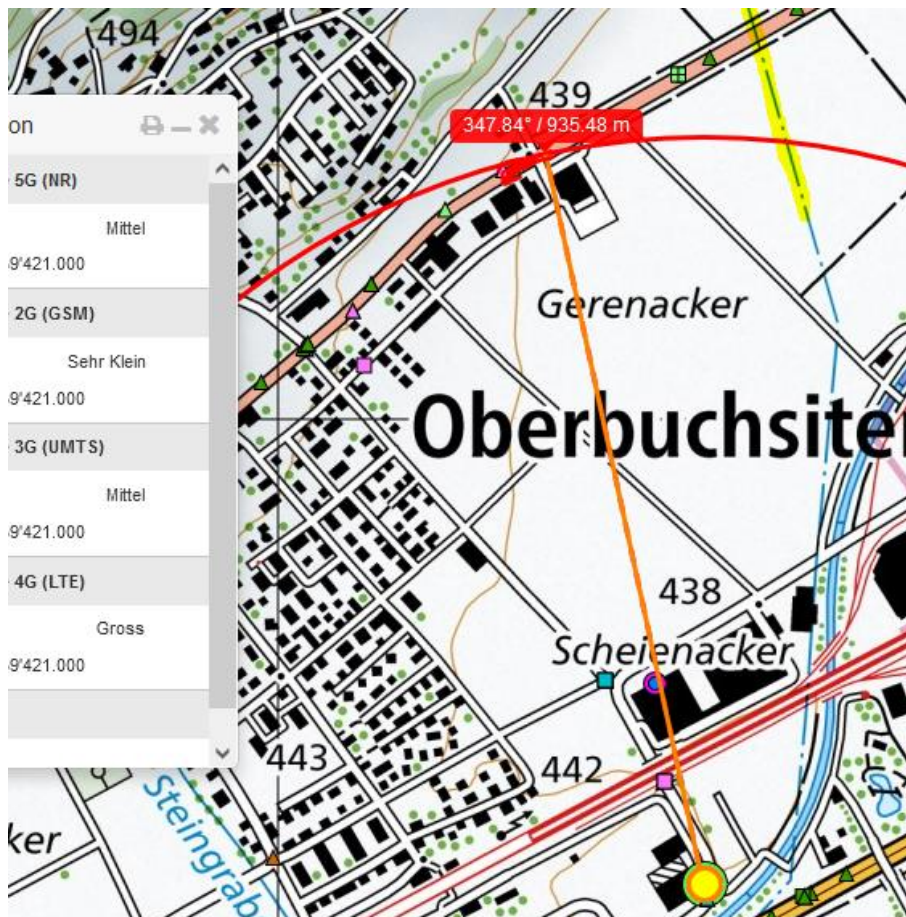 494
439
347.84° / 935.48 m
on
5G (NR)
Mittel
9'421.000
2G (GSM)
Sehr Klein
9'421.000
3G (UMTS)
Mittel
9'421.000
4G (LTE)
Gross
9'421.000
Gerenacker
Oberbuchsite
438
Scheienacker
443
442
Steingrab
ker